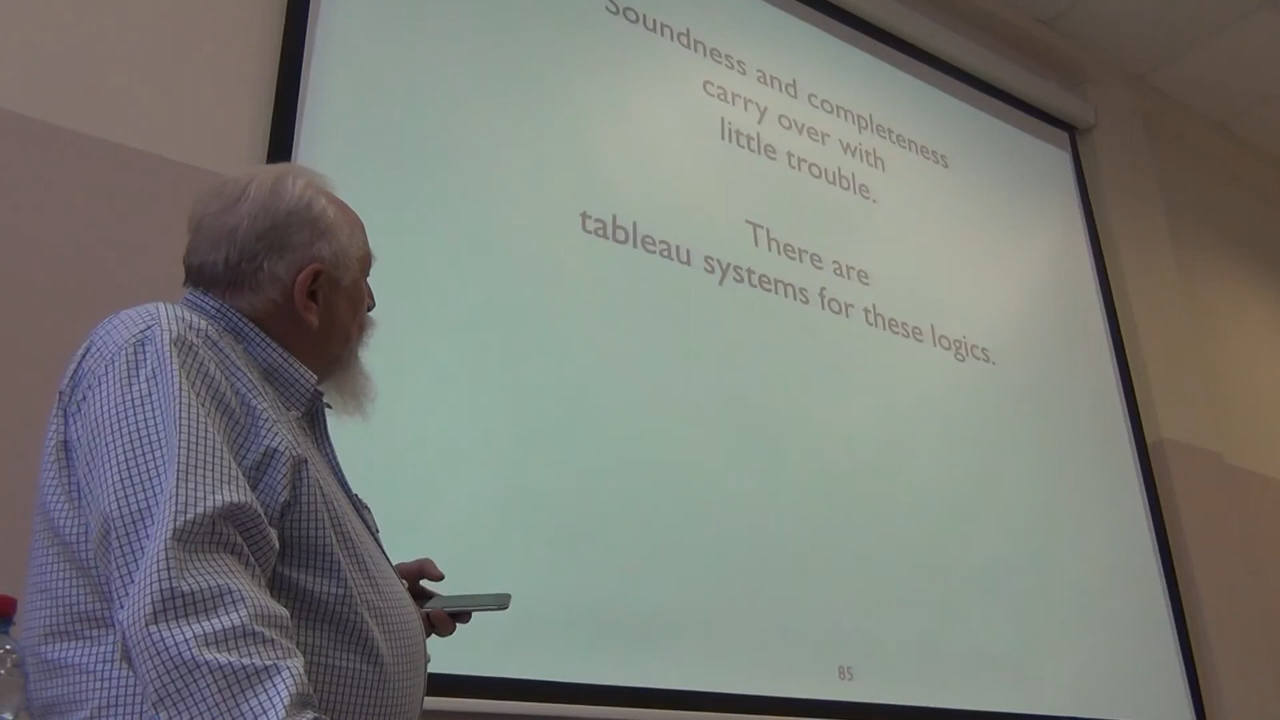 Soundness and completeness
carry over with
little trouble.
There are
tableau systems for these logics.
85